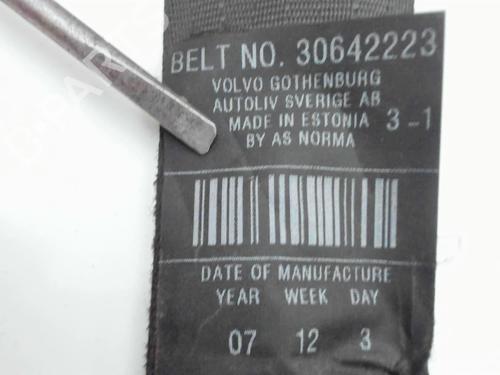 BELT NO. 30642223
VOLVO GOTHENBURG
AUTOLIV SVERIGE AB
MADE IN ESTONIA 3-1
BY AS NORMA
DATE OF MANUFACTURE
YEAR WEEK DAY
07 12 3